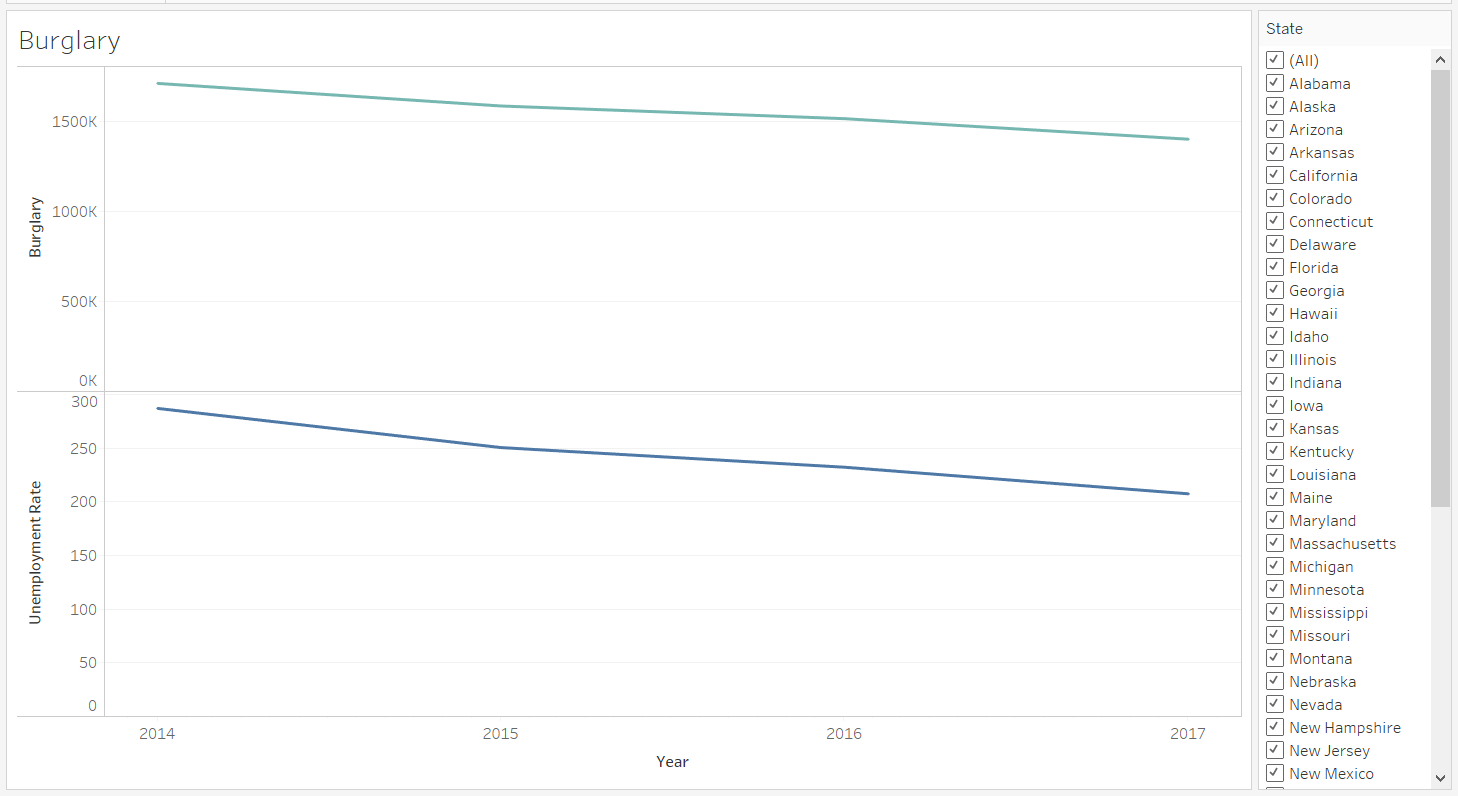 Burglary
State
(All)
Alabama
Alaska
Arizona
Arkansas
California
Colorado
Connecticut
Delaware
Florida
Georgia
Hawaii
Idaho
Illinois
Indiana
Iowa
Kansas
Kentucky
Louisiana
Maine
Maryland
Massachusetts
Michigan
Minnesota
Mississippi
Missouri
Montana
Nebraska
Nevada
New Hampshire
New Jersey
New Mexico
Burglary
1500K
1000K
500K
0K
Unemployment Rate
300
250
200
150
100
50
0
2014 2015 2016 2017
Year